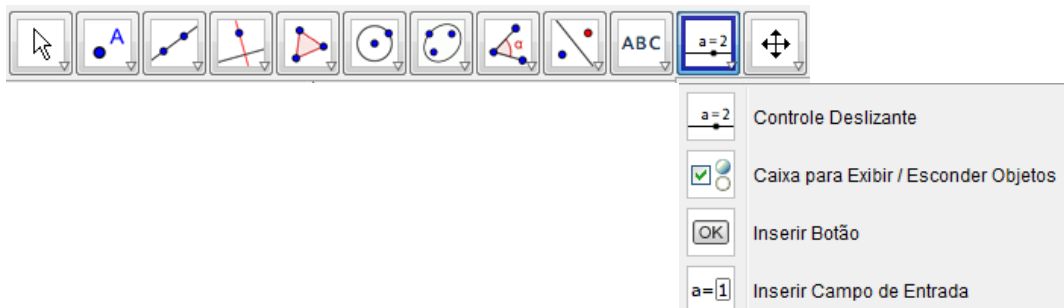 A
α
ABC
a=2
a=2
Controle Deslizante
Caixa para Exibir / Esconder Objetos
OK
Inserir Botão
a=1
Inserir Campo de Entrada